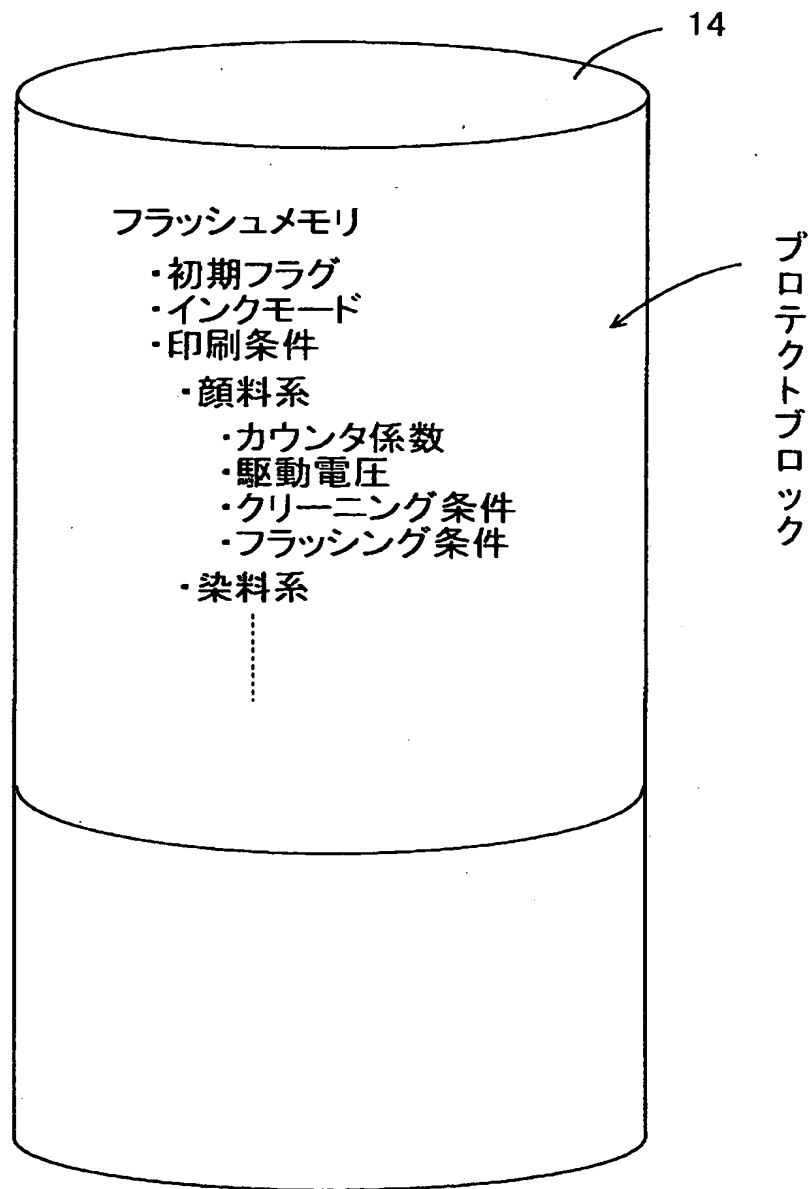 14
フラッシュメモリ
・初期フラグ
・インクモード
・印刷条件
・顔料系
・カウンタ係数
・駆動電圧
・クリーニング条件
・フラッシング条件
・染料系
プロテクトブロック